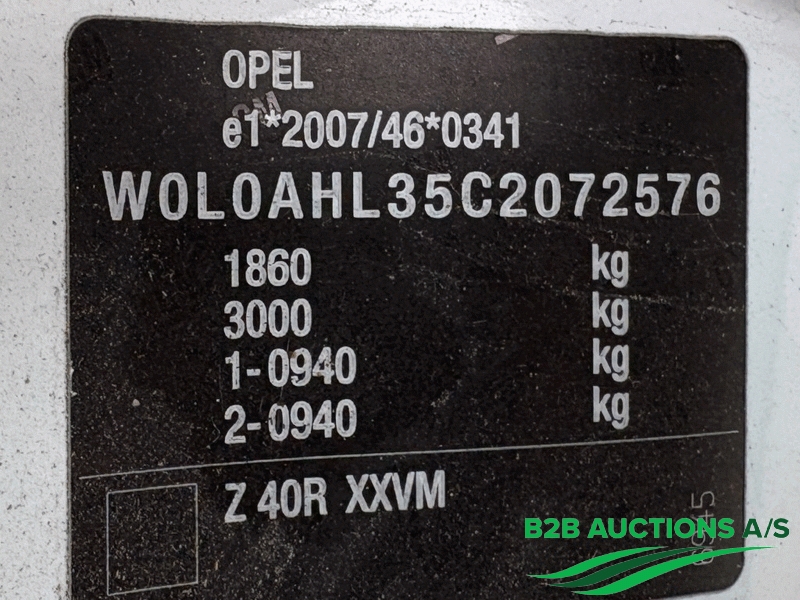 OPEL
e1*2007/46*0341
W0L0AHL35C2072576
1860 kg
3000 kg
1-0940 kg
2-0940 kg
Z 40R XXVM
B2B AUCTIONS A/S